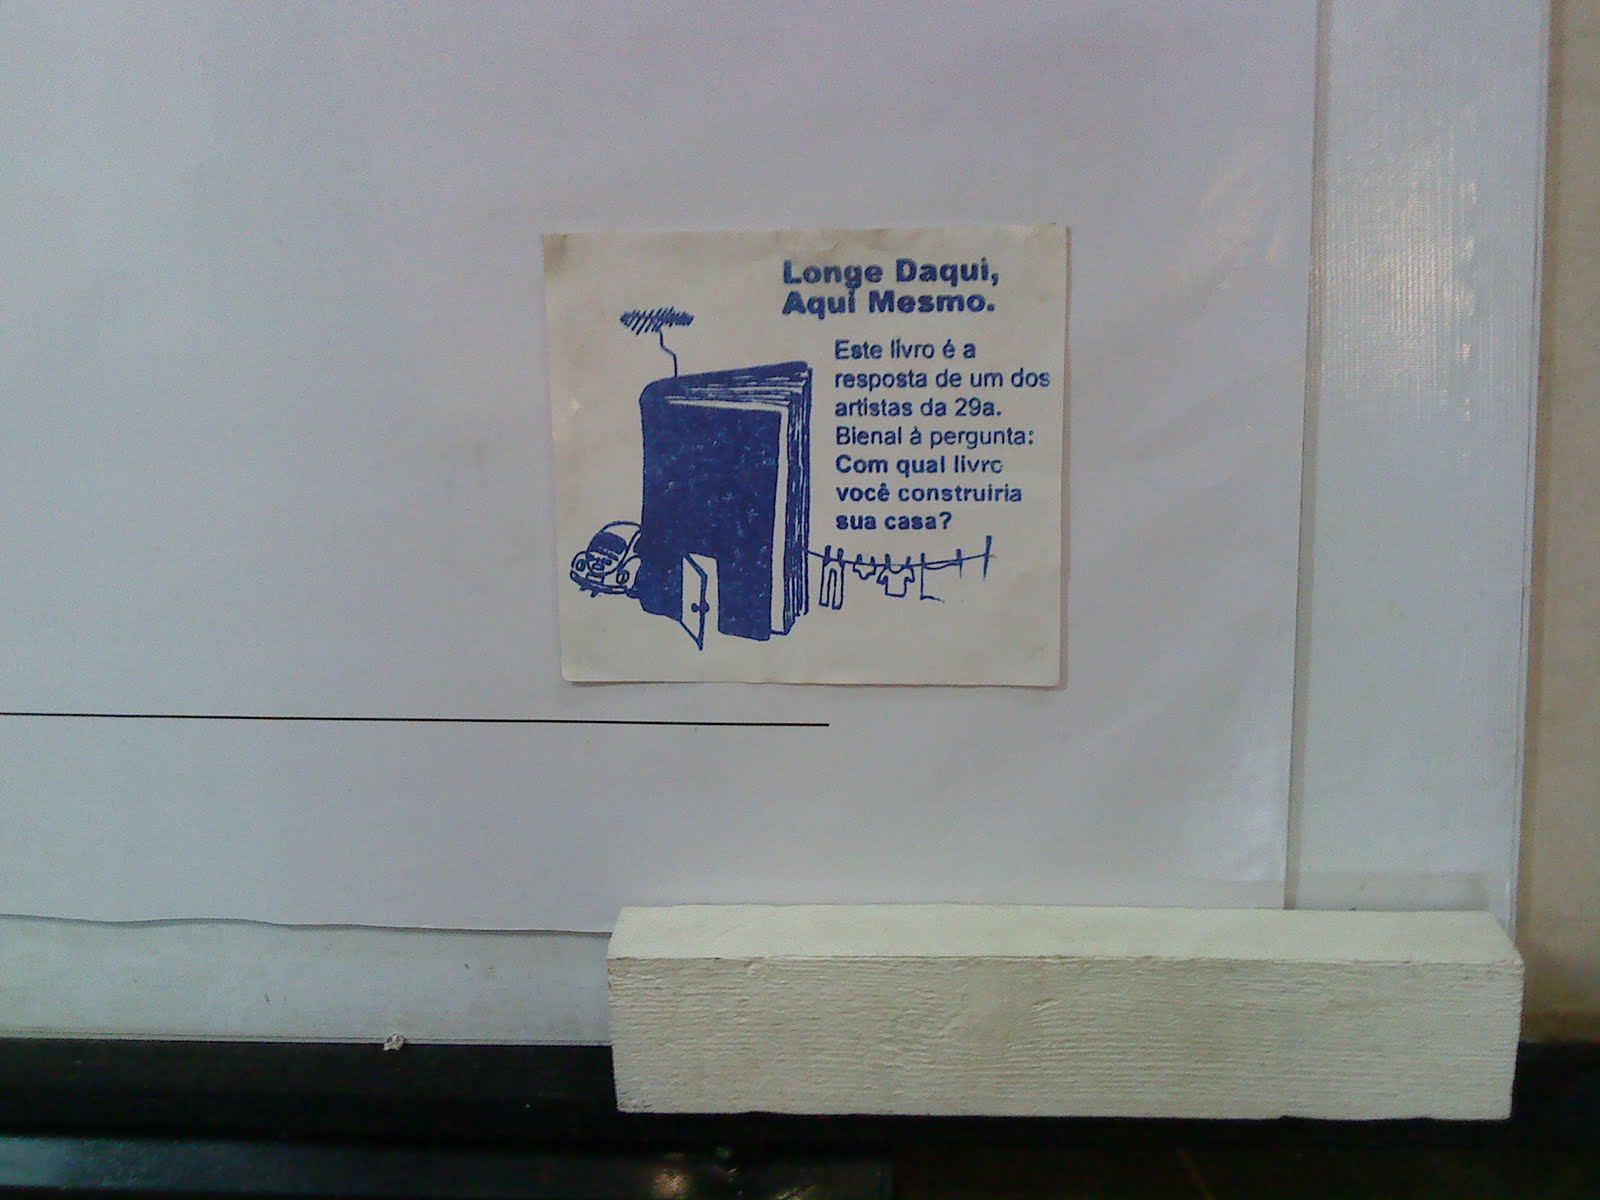 Longe Daqui,
Aqui Mesmo.
Este livro é a
resposta de um dos
artistas da 29a.
Bienal à pergunta:
Com qual livro
você construiria
sua casa?